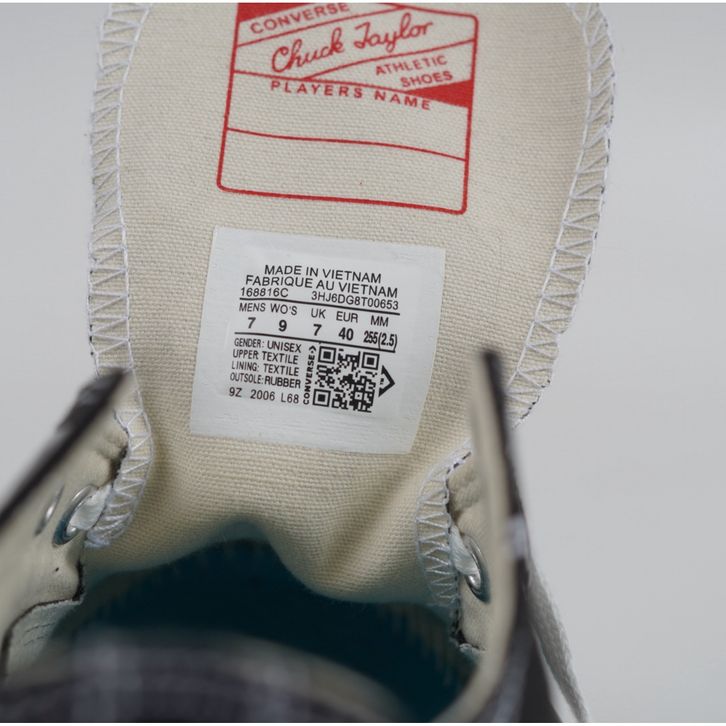 CONVERSE
Chuck Taylor
ATHLETIC
SHOES
PLAYERS NAME
MADE IN VIETNAM
FABRIQUE AU VIETNAM
168816C 3HJ6DG8T00653
MENS WO'S UK EUR MM
7 9 7 40 255(2.5)
GENDER: UNISEX
UPPER: TEXTILE
LINING: TEXTILE
OUTSOLE: RUBBER
CONVERSE
9Z 2006 L68